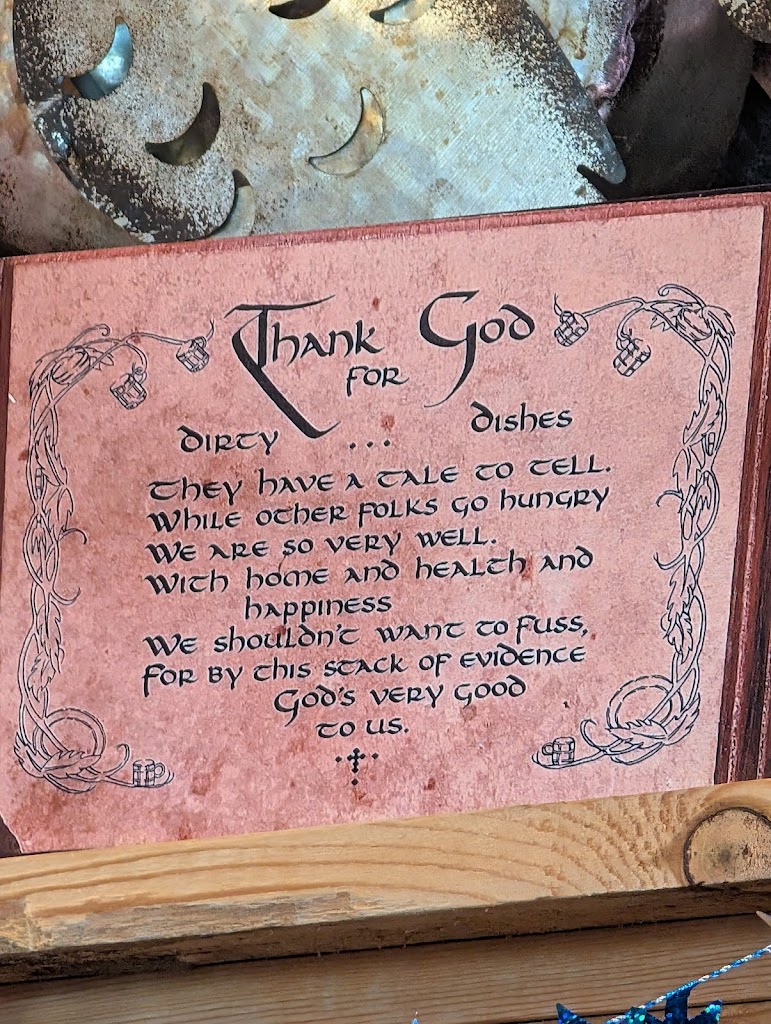 Thank God
for
dirty ... dishes
They have a tale to tell.
While other folks go hungry
We are so very well.
With home and health and
happiness
We shouldn't want to fuss,
For by this stack of evidence
God's very good
to us.